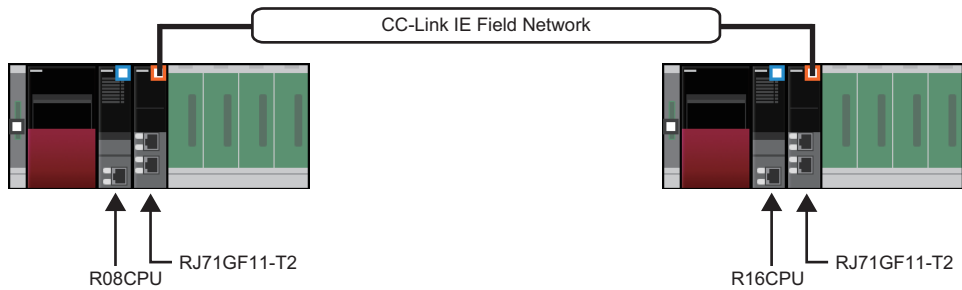 CC-Link IE Field Network
RJ71GF11-T2
R08CPU
RJ71GF11-T2
R16CPU